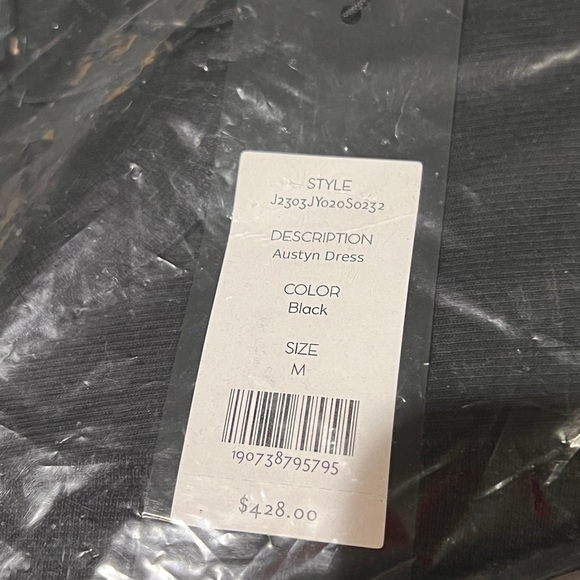 STYLE
J2303JY020S0232
DESCRIPTION
Austyn Dress
COLOR
Black
SIZE
M
190738795795
$428.00